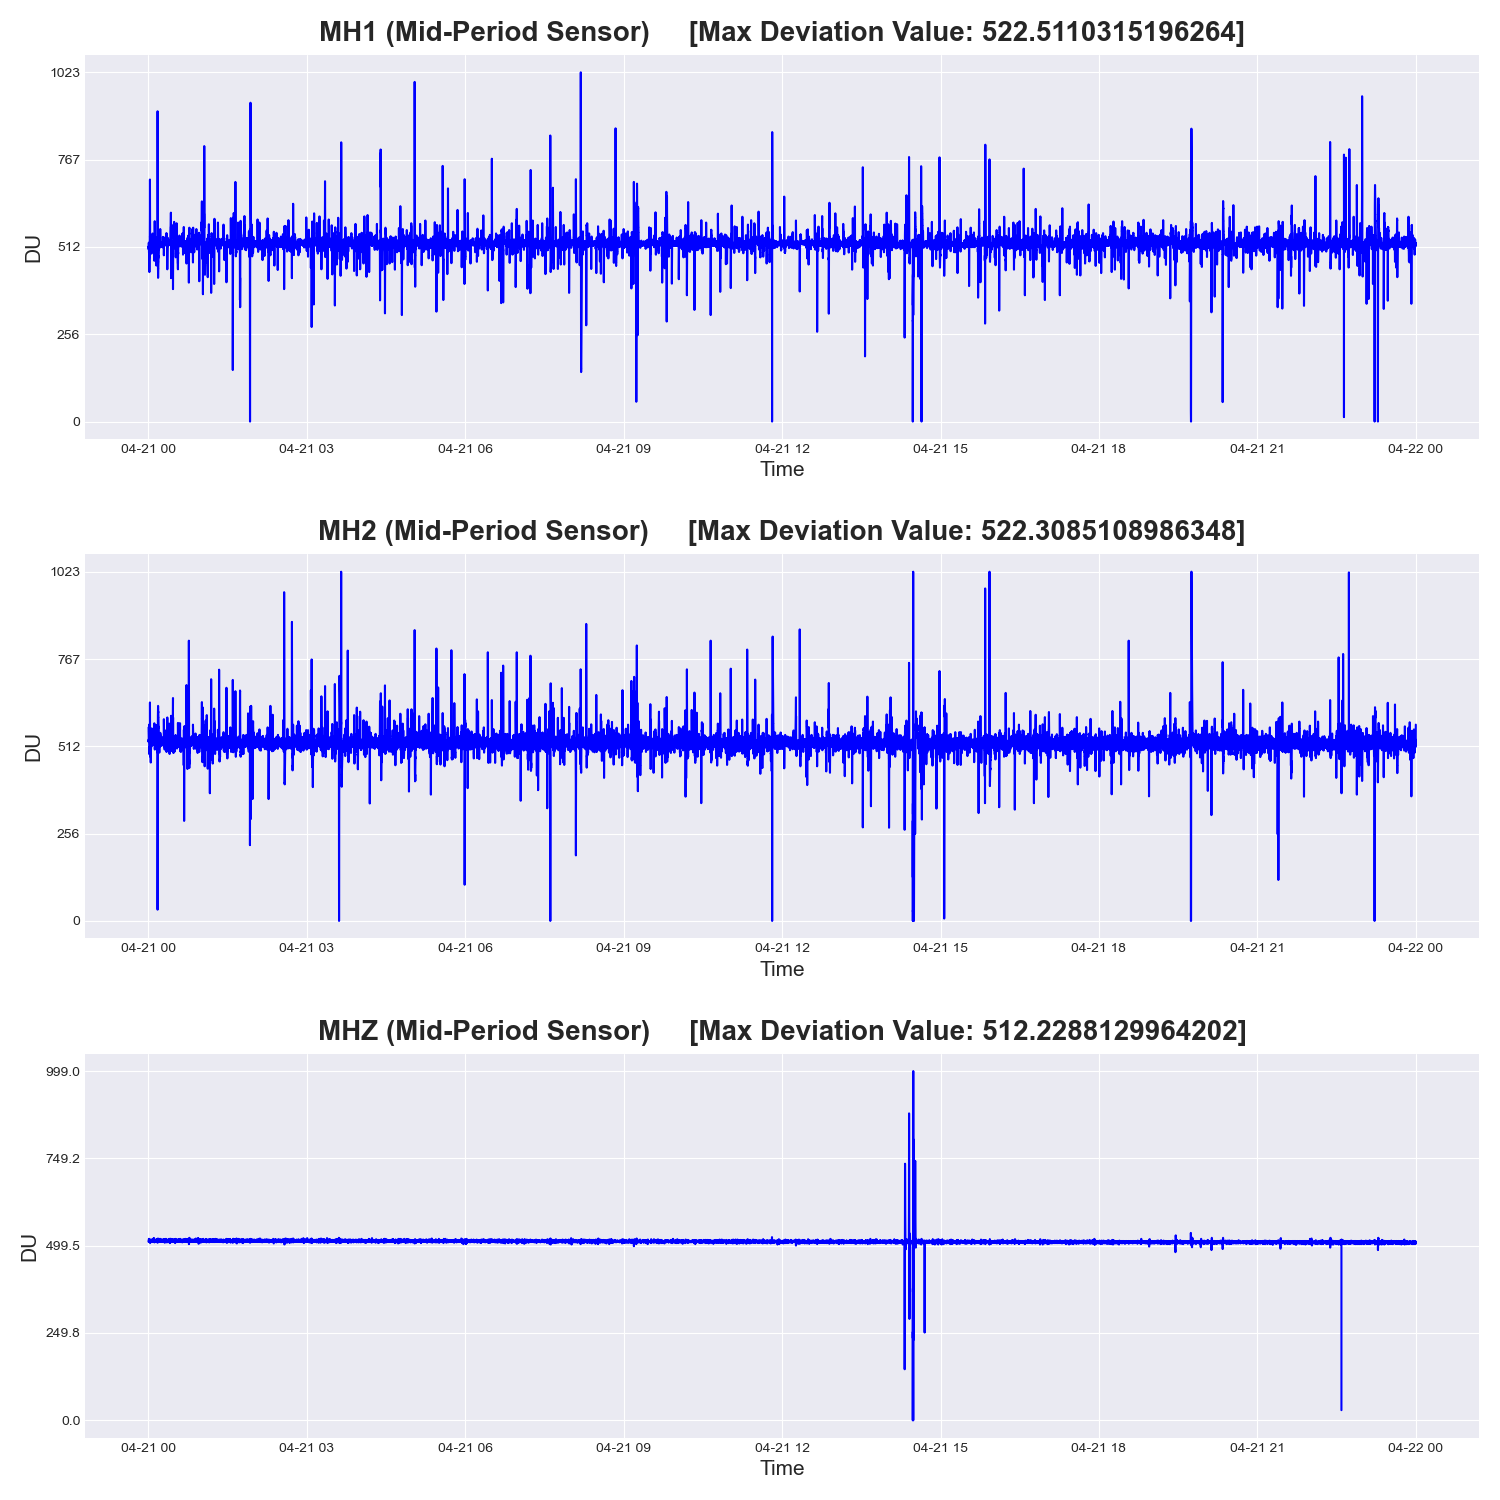 MH1 (Mid-Period Sensor) [Max Deviation Value: 522.5110315196264]
1023
767
512
256
0
DU
04-21 00 04-21 03 04-21 06 04-21 09 04-21 12 04-21 15 04-21 18 04-21 21 04-22 00
Time
MH2 (Mid-Period Sensor) [Max Deviation Value: 522.3085108986348]
1023
767
512
256
0
DU
04-21 00 04-21 03 04-21 06 04-21 09 04-21 12 04-21 15 04-21 18 04-21 21 04-22 00
Time
MHZ (Mid-Period Sensor) [Max Deviation Value: 512.2288129964202]
999.0
749.2
499.5
249.8
0.0
DU
04-21 00 04-21 03 04-21 06 04-21 09 04-21 12 04-21 15 04-21 18 04-21 21 04-22 00
Time